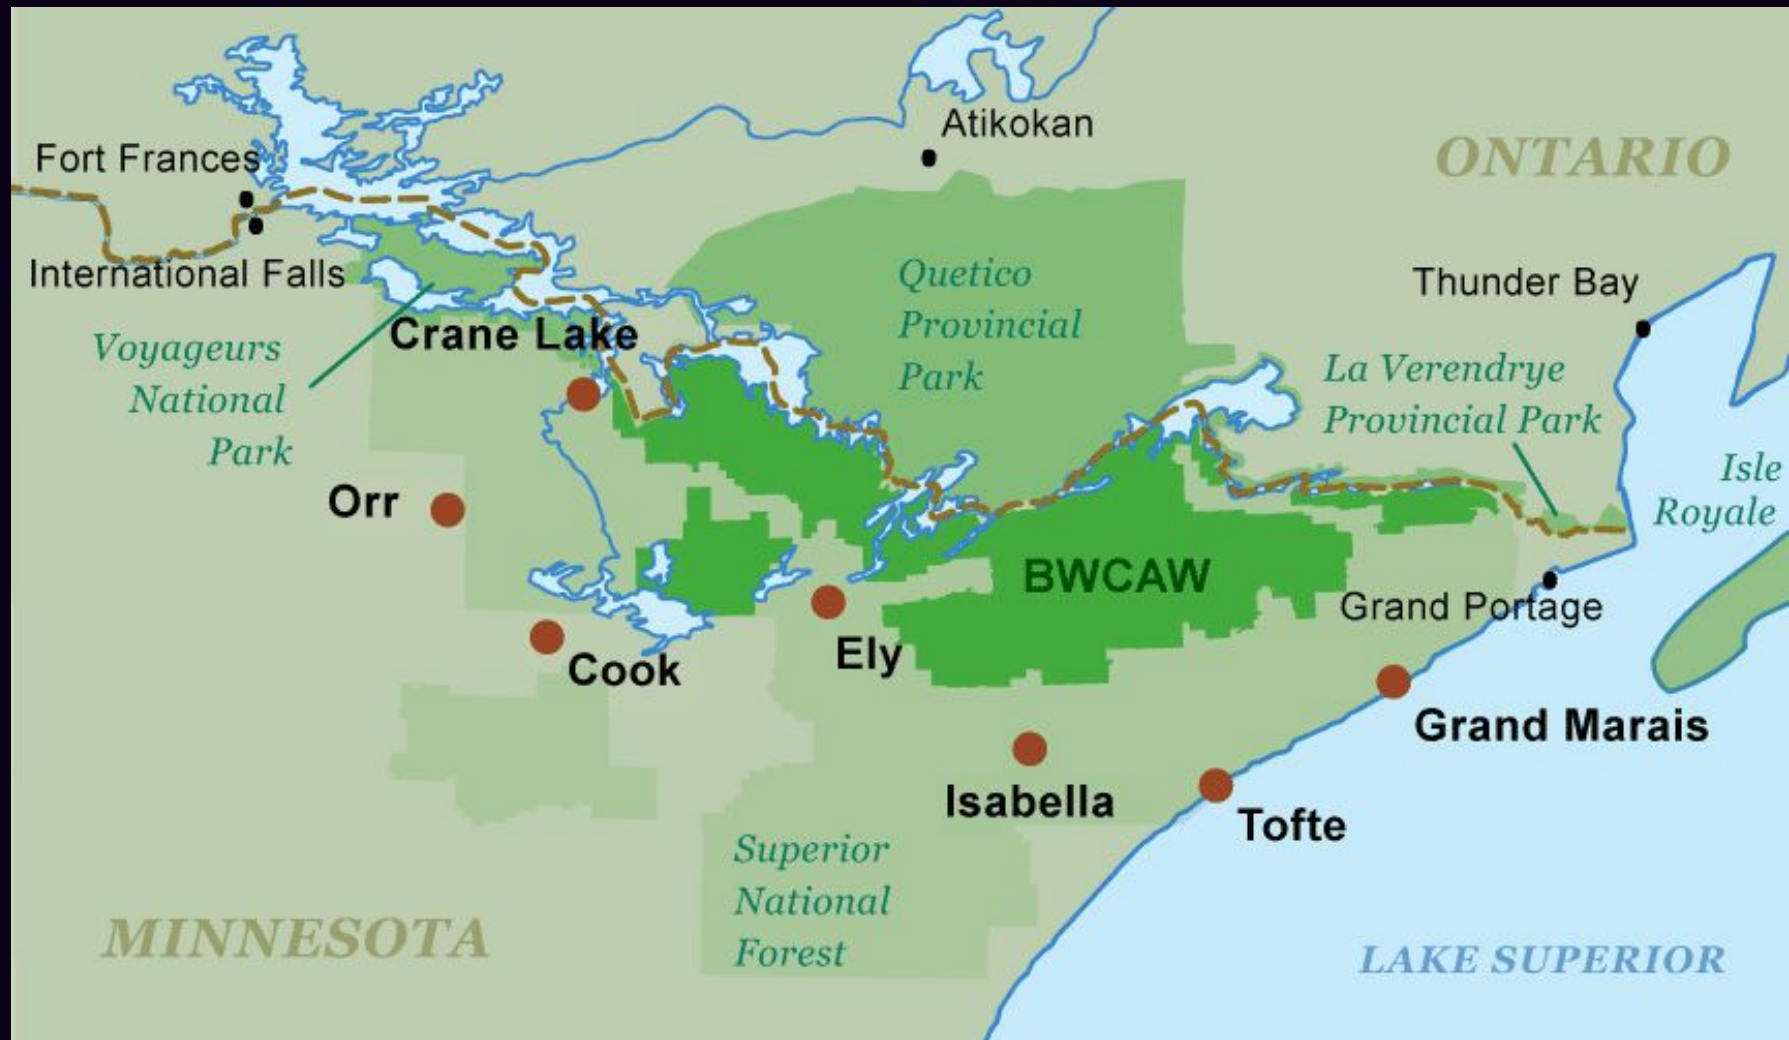 Atikokan
ONTARIO
Fort Frances
International Falls
Quetico
Provincial
Park
Thunder Bay
Crane Lake
Voyageurs
National
Park
La Verendrye
Provincial Park
Isle
Royale
Orr
BWCAW
Grand Portage
Ely
Cook
Grand Marais
Isabella
Tofte
Superior
National
Forest
MINNESOTA
LAKE SUPERIOR